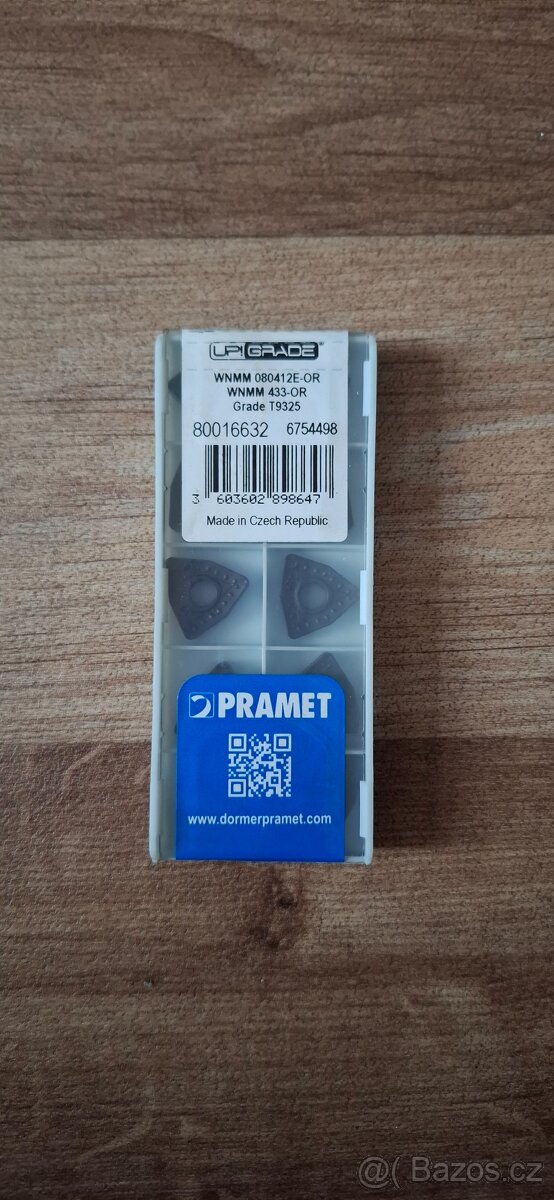 UP!GRADE
WNMM 080412E-OR
WNMM 433-OR
Grade T9325
80016632 6754498
3 603602 898647
Made in Czech Republic
PRAMET
www.dormerpramet.com
@( Bazos.cz